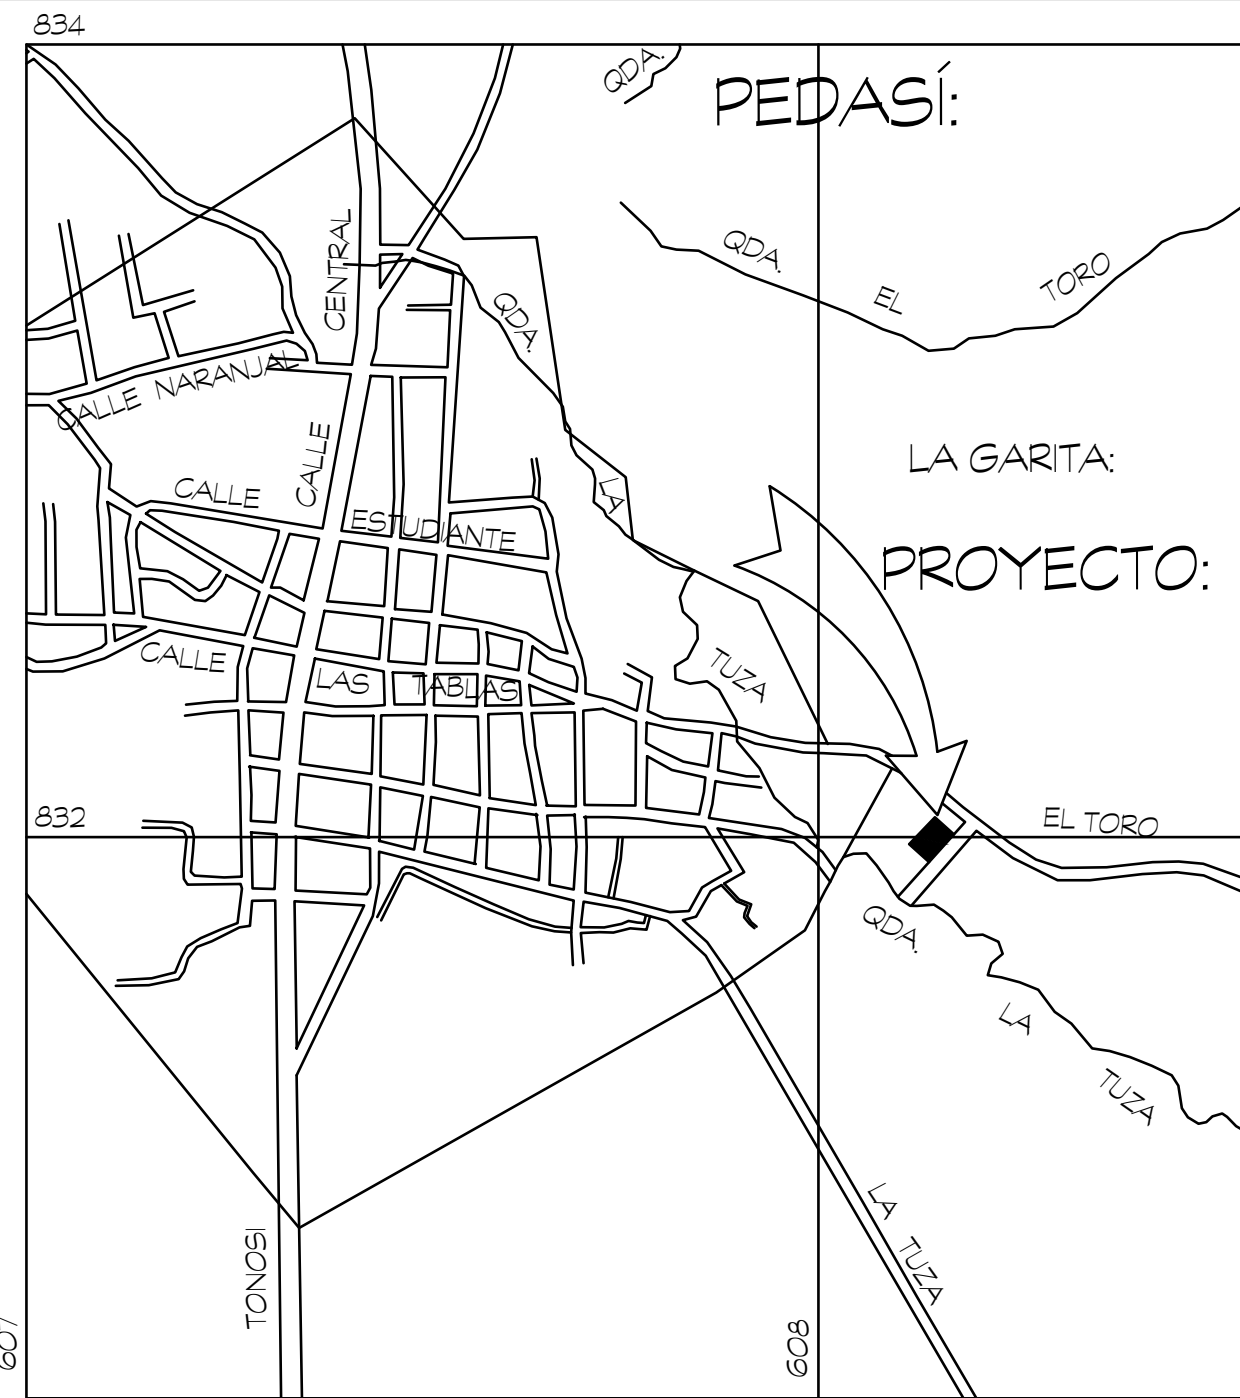 834
QDA.
PEDASÍ:
QDA.
EL
TORO
CENTRAL
QDA.
CALLE NARANJAL
CALLE
CALLE
ESTUDIANTE
LA
LA GARITA:
PROYECTO:
CALLE
LAS TABLAS
TUZA
832
EL TORO
QDA.
LA
TUZA
LA TUZA
TONOSI
607
608